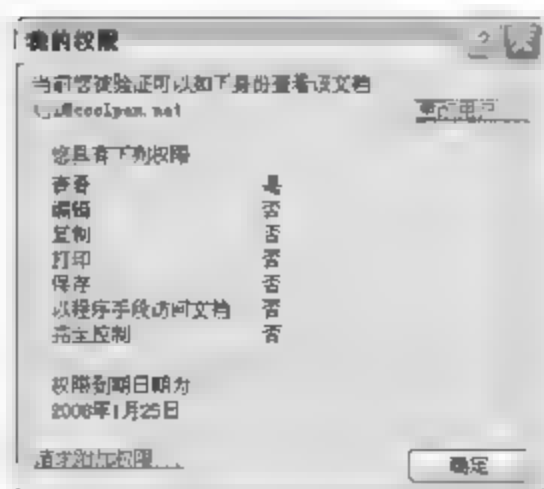 我的权限
当前您被验证可以如下身份查看该文档
@coolpen.net
更改用户
您具有下列权限
查看 是
编辑 否
复制 否
打印 否
保存 否
以程序手段访问文档 否
完全控制 否
权限到期日期为
2008年1月25日
请求附加权限...
确定